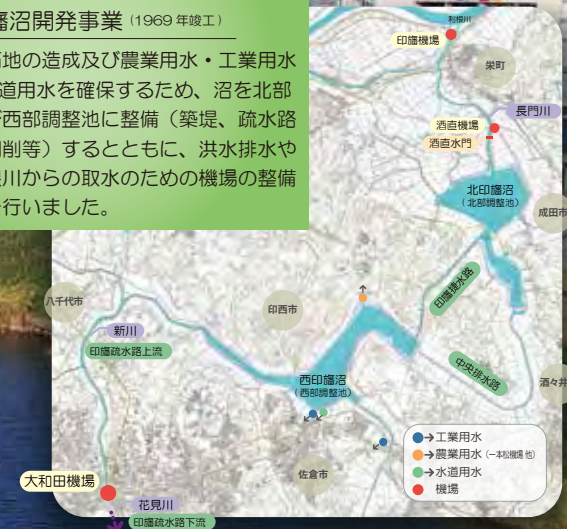 旛沼開発事業（1969年竣工）
地の造成及び農業用水・工業用水
道用水を確保するため、沼を北部
西部調整池に整備（築堤、疏水路
削等）するとともに、洪水排水や
川からの取水のための機場の整備
行いました。
利根川
印旛機場
栄町
長門川
酒直機場
酒直水門
北印旛沼
（北部調整池）
成田市
印旛捷水路
八千代市
印西市
新川
印旛疏水路上流
中央排水路
西印旛沼
（西部調整池）
酒々井
佐倉市
→工業用水
→農業用水（一本松機場 他）
→水道用水
機場
大和田機場
花見川
印旛疏水路下流